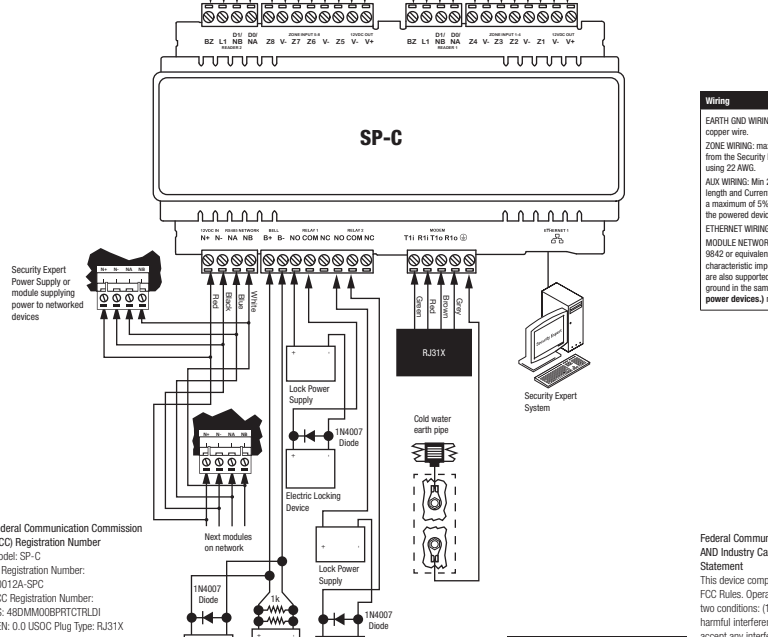 D1/ D0/
BZ L1 NB NA Z8 V- Z7 Z6 V- Z5 V- V+
READER 2
ZONE INPUT 5-8
12VDC OUT
D1/ D0/
BZ L1 NB NA Z4 V- Z3 Z2 V- Z1 V- V+
READER 1
ZONE INPUT 1-4
12VDC OUT
SP-C
12VDC IN RS485 NETWORK BELL RELAY 1 RELAY 2 MODEM ETHERNET 1
N+ N- NA NB B+ B- NO COM NC NO COM NC T1i R1i T1o R1o
Red
Black
Blue
White
Green
Red
Brown
Grey
Security Expert
Power Supply or
module supplying
power to networked
devices
N+ N- NA NB
RJ31X
Security Expert
Security Expert
System
+ -
Lock Power
Supply
1N4007
Diode
+ -
Electric Locking
Device
Cold water
earth pipe
N+ N- NA NB
Next modules
on network
+ -
Lock Power
Supply
1N4007
Diode
1k
1N4007
Diode
+ -
Wiring
EARTH GND WIRIN
copper wire.
ZONE WIRING: ma
from the Security
using 22 AWG.
AUX WIRING: Min
length and Curren
a maximum of 5%
the powered devic
ETHERNET WIRING
MODULE NETWOR
9842 or equivalen
characteristic imp
are also supported
ground in the sam
power devices.)
deral Communication Commission
CC) Registration Number
odel: SP-C
Registration Number:
0012A-SPC
CC Registration Number:
S: 48DMM00BPRTCTRLDI
EN: 0.0 USOC Plug Type: RJ31X
Federal Commun
AND Industry Ca
Statement
This device comp
FCC Rules. Opera
two conditions: (1
harmful interferen
accept any interfe